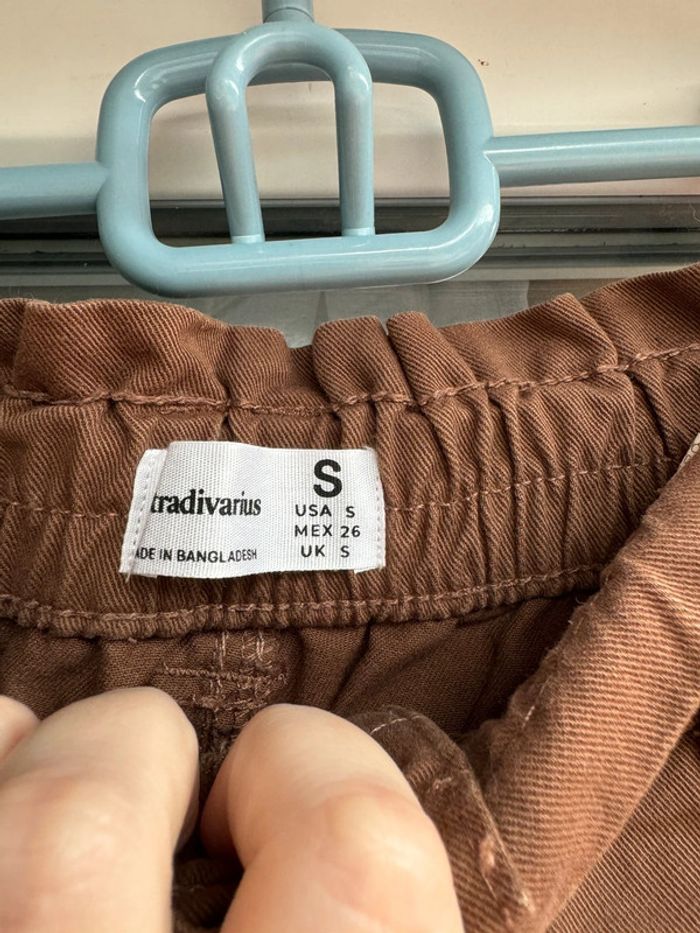 S
tradivarius
USA S
MEX 26
UK S
ADE IN BANGLADESH